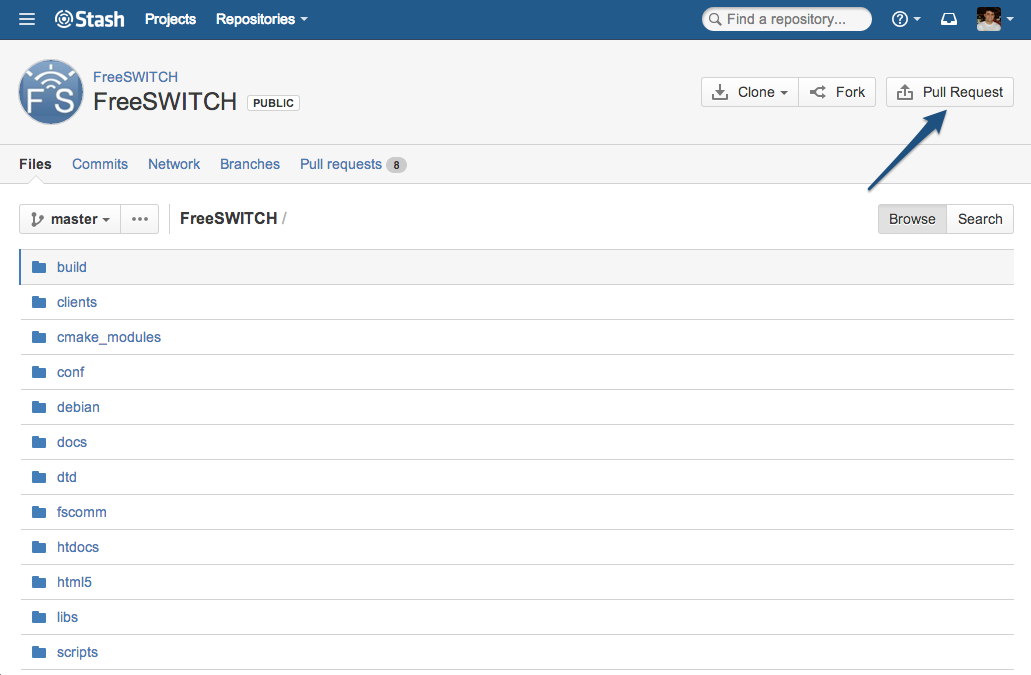 Stash Projects Repositories Find a repository...
FreeSWITCH
FS FreeSWITCH PUBLIC
Clone Fork Pull Request
Files Commits Network Branches Pull requests 8
master ... FreeSWITCH / Browse Search
build
clients
cmake_modules
conf
debian
docs
dtd
fscomm
htdocs
html5
libs
scripts